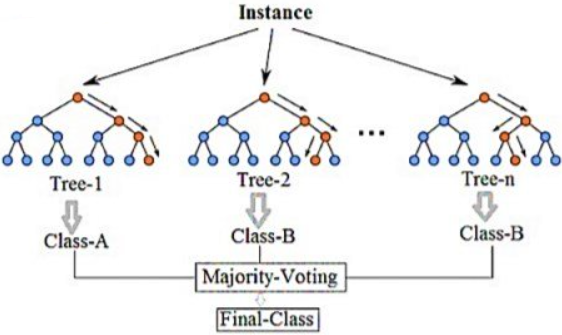 Instance
...
Tree-1
Tree-2
Tree-n
Class-A
Class-B
Class-B
Majority-Voting
Final-Class